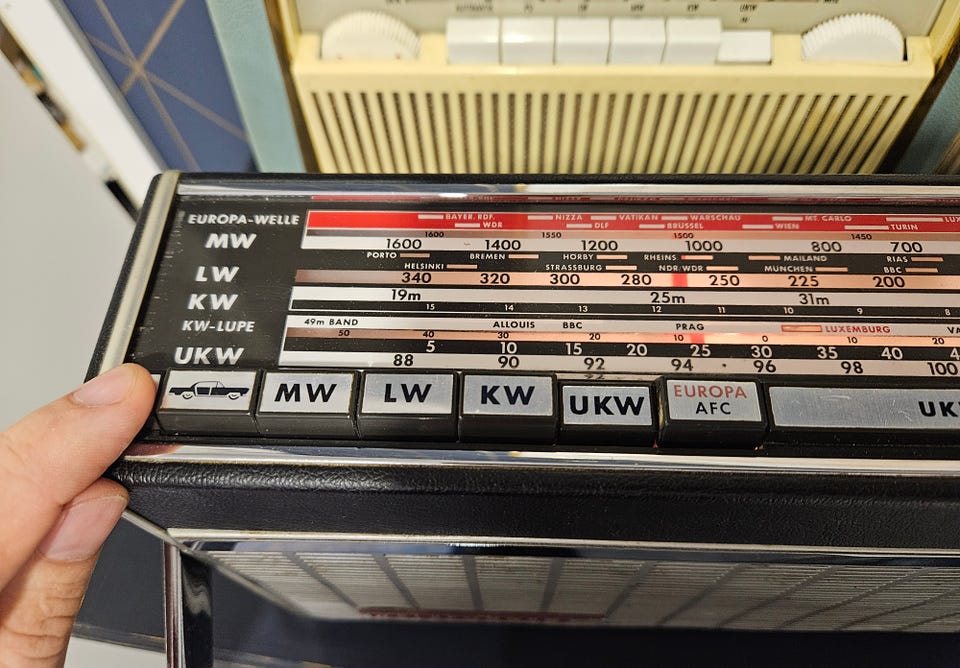 EUROPA-WELLE
BAYER. RDF. NIZZA VATIKAN WARSCHAU MT. CARLO LUX
WDR DLF BRÜSSEL WIEN TURIN
1600 1550 1500 1450
MW 1600 1400 1200 1000 800 700
PORTO BREMEN HORBY RHEINS MAILAND RIAS
HELSINKI STRASSBURG NDR/WDR MÜNCHEN BBC
LW 340 320 300 280 250 225 200
KW 19m 25m 31m
15 14 13 12 11 10 9 8
KW-LUPE 49m BAND ALLOUIS BBC PRAG LUXEMBURG VA
50 40 30 20 10 0 10 20
5 10 15 20 25 30 35 40
UKW 88 90 92 94 96 98 100
MW LW KW UKW EUROPA AFC UK